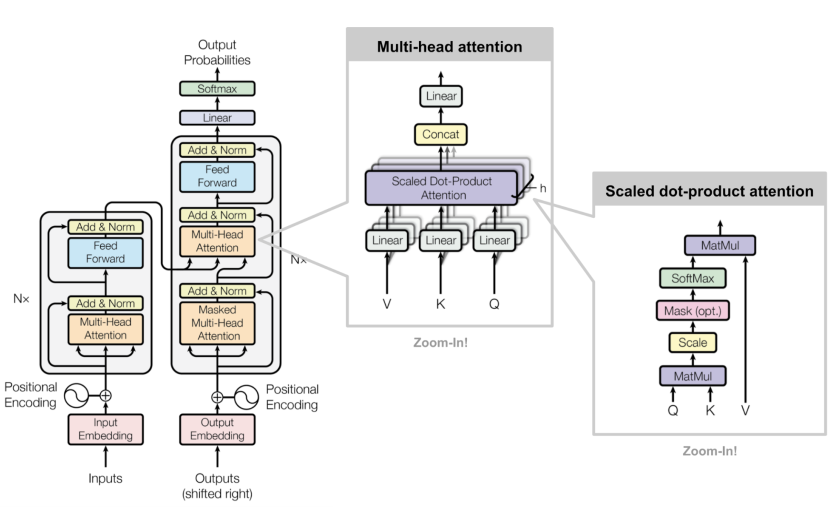 Output
Probabilities
Softmax
Linear
Add & Norm
Feed
Forward
Add & Norm
Multi-Head
Attention
Add & Norm
Masked
Multi-Head
Attention
Nx
Positional
Encoding
Output
Embedding
Outputs
(shifted right)
Add & Norm
Feed
Forward
Add & Norm
Multi-Head
Attention
Nx
Positional
Encoding
Input
Embedding
Inputs
Multi-head attention
Linear
Concat
Scaled Dot-Product
Attention
h
Linear
Linear
Linear
V
K
Q
Zoom-In!
Scaled dot-product attention
MatMul
SoftMax
Mask (opt.)
Scale
MatMul
Q
K
V
Zoom-In!